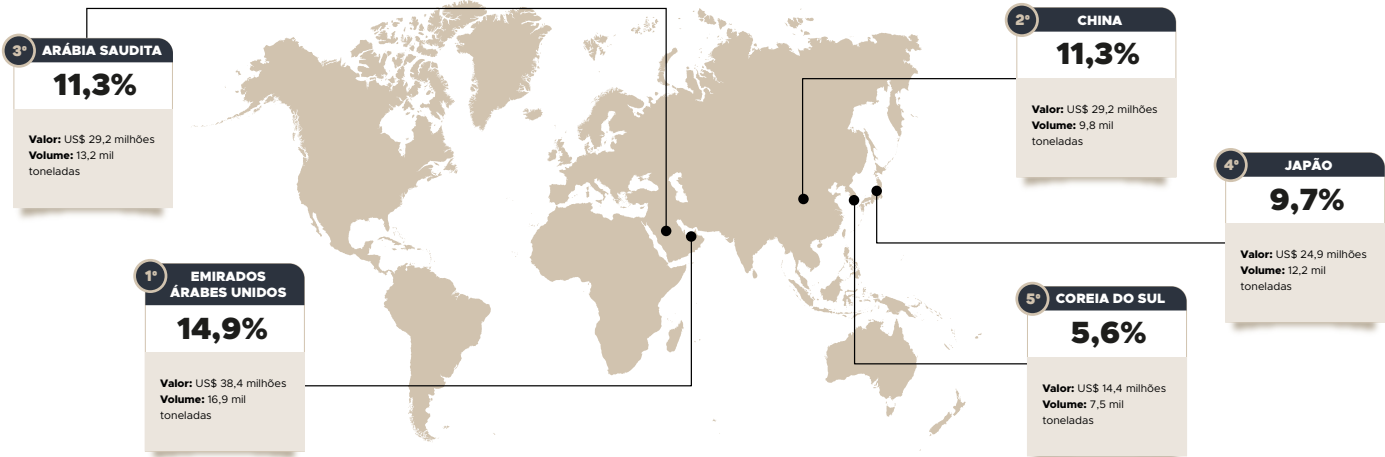 3º
ARÁBIA SAUDITA
11,3%
Valor: US$ 29,2 milhões
Volume: 13,2 mil
toneladas
2º
CHINA
11,3%
Valor: US$ 29,2 milhões
Volume: 9,8 mil
toneladas
4º
JAPÃO
9,7%
Valor: US$ 24,9 milhões
Volume: 12,2 mil
toneladas
1º
EMIRADOS
ÁRABES UNIDOS
14,9%
Valor: US$ 38,4 milhões
Volume: 16,9 mil
toneladas
5º
COREIA DO SUL
5,6%
Valor: US$ 14,4 milhões
Volume: 7,5 mil
toneladas